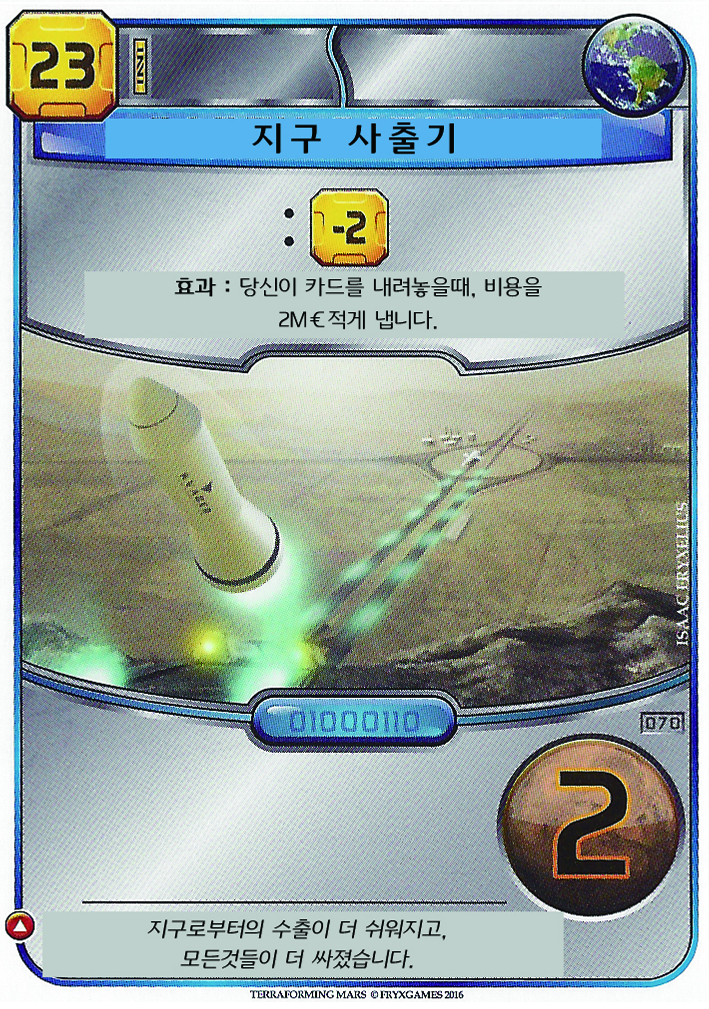 23
지구 사출기
: -2
효과 : 당신이 카드를 내려놓을때, 비용을
2M€적게 냅니다.
ISAAC FRYXELIUS
01000110
070
2
지구로부터의 수출이 더 쉬워지고,
모든것들이 더 싸졌습니다.
TERRAFORMING MARS © FRYXGAMES 2016